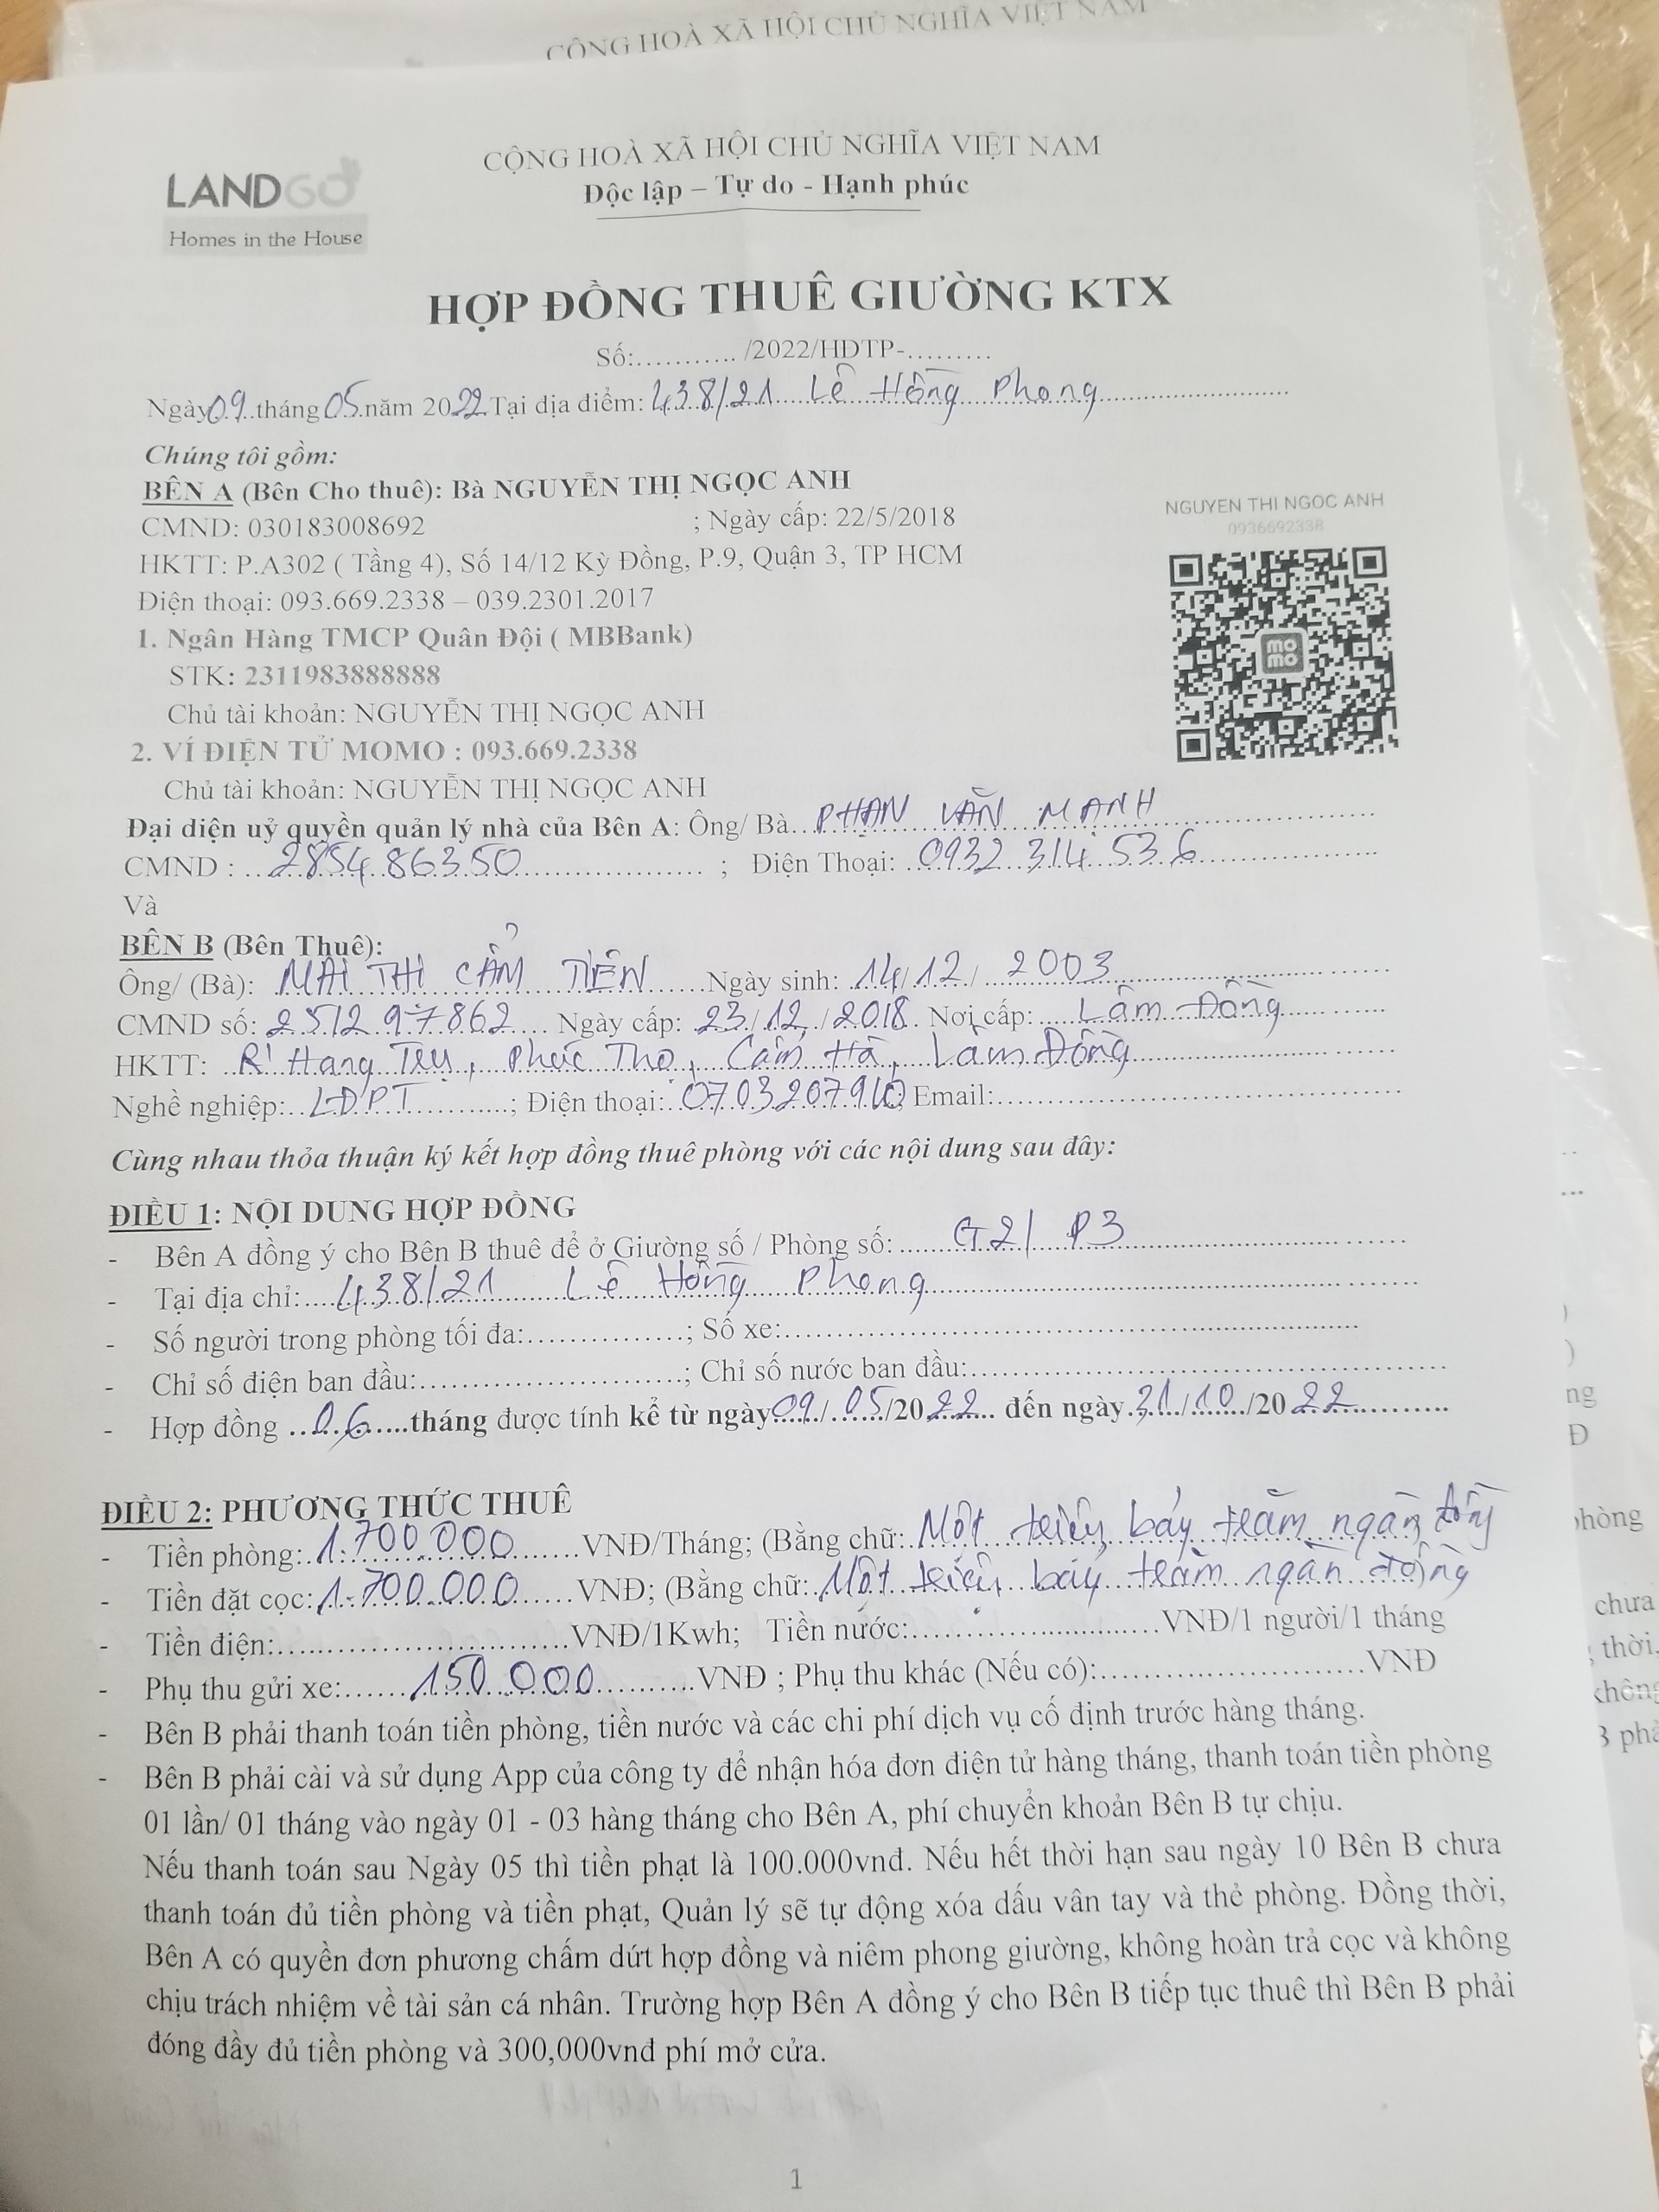 CỘNG HOÀ XÃ HỘI CHỦ NGHĨA VIỆT NAM
CỘNG HOÀ XÃ HỘI CHỦ NGHĨA VIỆT NAM
Độc lập – Tự do - Hạnh phúc
LANDGO
Homes in the House
HỢP ĐỒNG THUÊ GIƯỜNG KTX
Số:........... /2022/HĐTP-.........
Ngày 09 tháng 05 năm 2022 Tại địa điểm: 438/21 Lê Hồng Phong
Chúng tôi gồm:
BÊN A (Bên Cho thuê): Bà NGUYỄN THỊ NGỌC ANH
CMND: 030183008692 ; Ngày cấp: 22/5/2018
HKTT: P.A302 ( Tầng 4), Số 14/12 Kỳ Đồng, P.9, Quận 3, TP HCM
Điện thoại: 093.669.2338 – 039.2301.2017
1. Ngân Hàng TMCP Quân Đội ( MBBank)
STK: 2311983888888
Chủ tài khoản: NGUYỄN THỊ NGỌC ANH
2. VÍ ĐIỆN TỬ MOMO : 093.669.2338
Chủ tài khoản: NGUYỄN THỊ NGỌC ANH
NGUYEN THI NGOC ANH
0936692338
mo
mo
Đại diện uỷ quyền quản lý nhà của Bên A: Ông/ Bà PHAN VĂN MẠNH
CMND : 285486350 ; Điện Thoại: 0932 314 536
Và
BÊN B (Bên Thuê):
Ông/ (Bà): MAI THỊ CẨM TIÊN Ngày sinh: 14/12/ 2003
CMND số: 251297862 Ngày cấp: 23/12/2018 Nơi cấp: Lâm Đồng
HKTT: Hang Phúc Thọ, Lâm Đồng
Nghề nghiệp: LĐPT ; Điện thoại: Email:
Cùng nhau thỏa thuận ký kết hợp đồng thuê phòng với các nội dung sau đây:
ĐIỀU 1: NỘI DUNG HỢP ĐỒNG
- Bên A đồng ý cho Bên B thuê để ở Giường số / Phòng số: G2/ P3
- Tại địa chỉ: 438/21 Lê Hồng Phong
- Số người trong phòng tối đa:................; Số xe:................
- Chỉ số điện ban đầu:................; Chỉ số nước ban đầu:................
- Hợp đồng 06 tháng được tính kể từ ngày 09/05/2022 đến ngày 31/10/2022
ĐIỀU 2: PHƯƠNG THỨC THUÊ
- Tiền phòng: 1.700.000 VNĐ/Tháng; (Bằng chữ: Một triệu bảy trăm ngàn đồng
- Tiền đặt cọc: 1.700.000 VNĐ; (Bằng chữ: Một triệu bảy trăm ngàn đồng
- Tiền điện:................VNĐ/1Kwh; Tiền nước:................VNĐ/1 người/1 tháng
- Phụ thu gửi xe: 150.000 VNĐ ; Phụ thu khác (Nếu có):................VNĐ
- Bên B phải thanh toán tiền phòng, tiền nước và các chi phí dịch vụ cố định trước hàng tháng.
- Bên B phải cài và sử dụng App của công ty để nhận hóa đơn điện tử hàng tháng, thanh toán tiền phòng
01 lần/ 01 tháng vào ngày 01 - 03 hàng tháng cho Bên A, phí chuyển khoản Bên B tự chịu.
Nếu thanh toán sau Ngày 05 thì tiền phạt là 100.000vnđ. Nếu hết thời hạn sau ngày 10 Bên B chưa
thanh toán đủ tiền phòng và tiền phạt, Quản lý sẽ tự động xóa dấu vân tay và thẻ phòng. Đồng thời,
Bên A có quyền đơn phương chấm dứt hợp đồng và niêm phong giường, không hoàn trả cọc và không
chịu trách nhiệm về tài sản cá nhân. Trường hợp Bên A đồng ý cho Bên B tiếp tục thuê thì Bên B phải
đóng đầy đủ tiền phòng và 300,000vnđ phí mở cửa.
1
ng
Đ
phòng
chưa
thời,
không